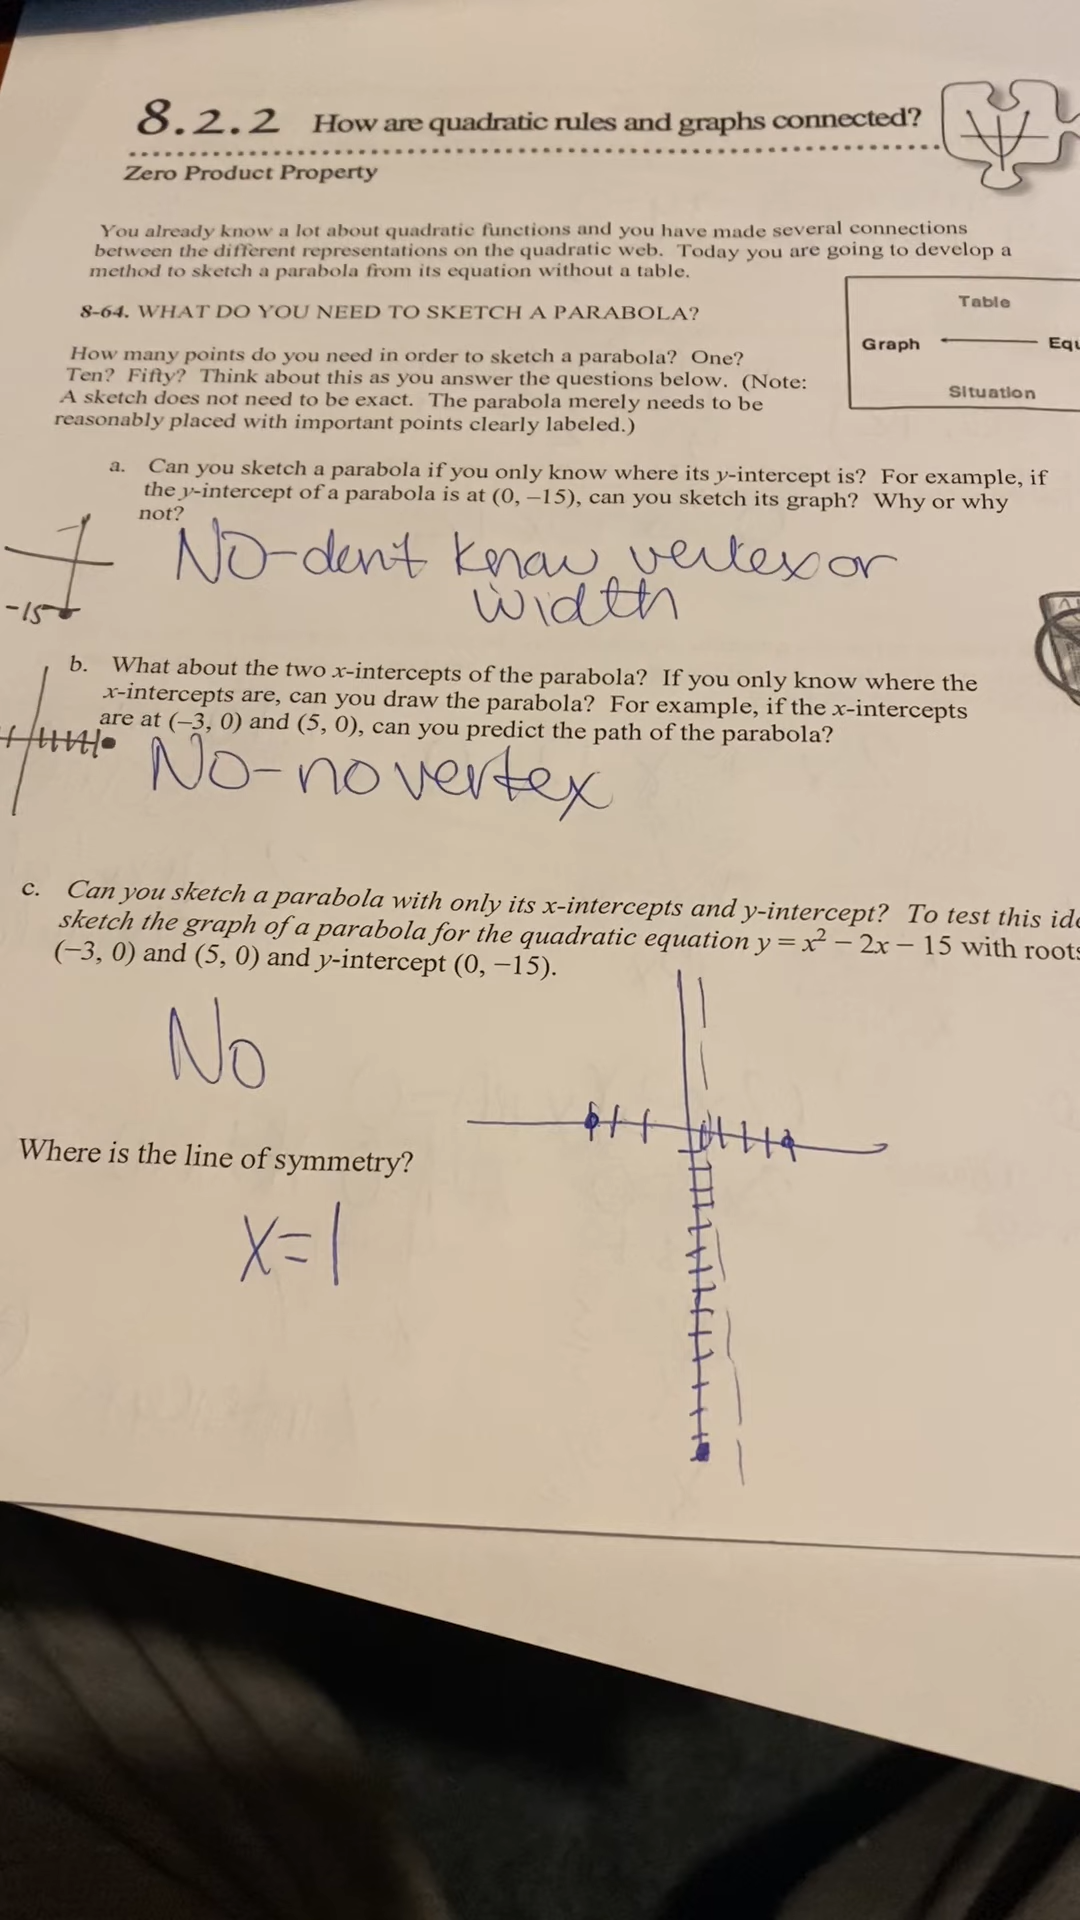 8.2.2 How are quadratic rules and graphs connected?
Zero Product Property
You already know a lot about quadratic functions and you have made several connections
between the different representations on the quadratic web. Today you are going to develop a
method to sketch a parabola from its equation without a table.
8-64. WHAT DO YOU NEED TO SKETCH A PARABOLA?
Table
Graph
Equ
Situation
How many points do you need in order to sketch a parabola? One?
Ten? Fifty? Think about this as you answer the questions below. (Note:
A sketch does not need to be exact. The parabola merely needs to be
reasonably placed with important points clearly labeled.)
a. Can you sketch a parabola if you only know where its y-intercept is? For example, if
the y-intercept of a parabola is at (0, –15), can you sketch its graph? Why or why
not?
No-dont know vertex or
width
-15
b. What about the two x-intercepts of the parabola? If you only know where the
x-intercepts are, can you draw the parabola? For example, if the x-intercepts
are at (–3, 0) and (5, 0), can you predict the path of the parabola?
No-no vertex
c. Can you sketch a parabola with only its x-intercepts and y-intercept? To test this ide
sketch the graph of a parabola for the quadratic equation y = x² – 2x – 15 with roots
(–3, 0) and (5, 0) and y-intercept (0, –15).
No
Where is the line of symmetry?
x=1